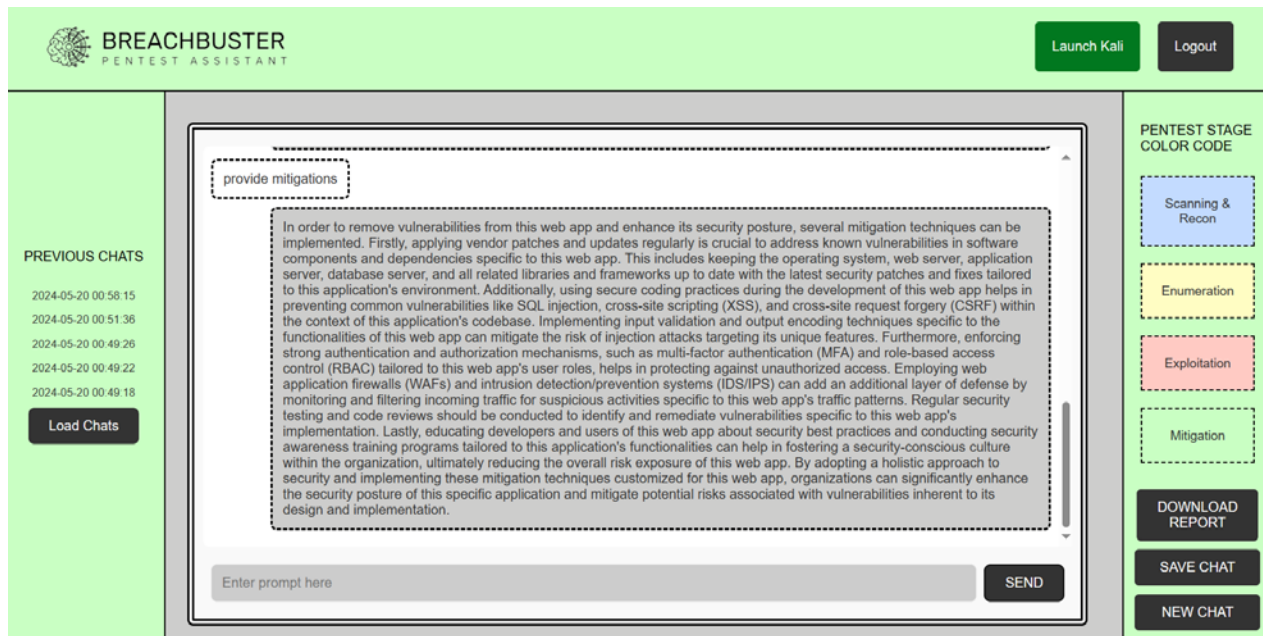 BREACHBUSTER
PENTEST ASSISTANT
Launch Kali
Logout
PREVIOUS CHATS
2024-05-20 00:58:15
2024-05-20 00:51:36
2024-05-20 00:49:26
2024-05-20 00:49:22
2024-05-20 00:49:18
Load Chats
provide mitigations
In order to remove vulnerabilities from this web app and enhance its security posture, several mitigation techniques can be
implemented. Firstly, applying vendor patches and updates regularly is crucial to address known vulnerabilities in software
components and dependencies specific to this web app. This includes keeping the operating system, web server, application
server, database server, and all related libraries and frameworks up to date with the latest security patches and fixes tailored
to this application's environment. Additionally, using secure coding practices during the development of this web app helps in
preventing common vulnerabilities like SQL injection, cross-site scripting (XSS), and cross-site request forgery (CSRF) within
the context of this application's codebase. Implementing input validation and output encoding techniques specific to the
functionalities of this web app can mitigate the risk of injection attacks targeting its unique features. Furthermore, enforcing
strong authentication and authorization mechanisms, such as multi-factor authentication (MFA) and role-based access
control (RBAC) tailored to this web app's user roles, helps in protecting against unauthorized access. Employing web
application firewalls (WAFs) and intrusion detection/prevention systems (IDS/IPS) can add an additional layer of defense by
monitoring and filtering incoming traffic for suspicious activities specific to this web app's traffic patterns. Regular security
testing and code reviews should be conducted to identify and remediate vulnerabilities specific to this web app's
implementation. Lastly, educating developers and users of this web app about security best practices and conducting security
awareness training programs tailored to this application's functionalities can help in fostering a security-conscious culture
within the organization, ultimately reducing the overall risk exposure of this web app. By adopting a holistic approach to
security and implementing these mitigation techniques customized for this web app, organizations can significantly enhance
the security posture of this specific application and mitigate potential risks associated with vulnerabilities inherent to its
design and implementation.
Enter prompt here
SEND
PENTEST STAGE
COLOR CODE
Scanning &
Recon
Enumeration
Exploitation
Mitigation
DOWNLOAD
REPORT
SAVE CHAT
NEW CHAT